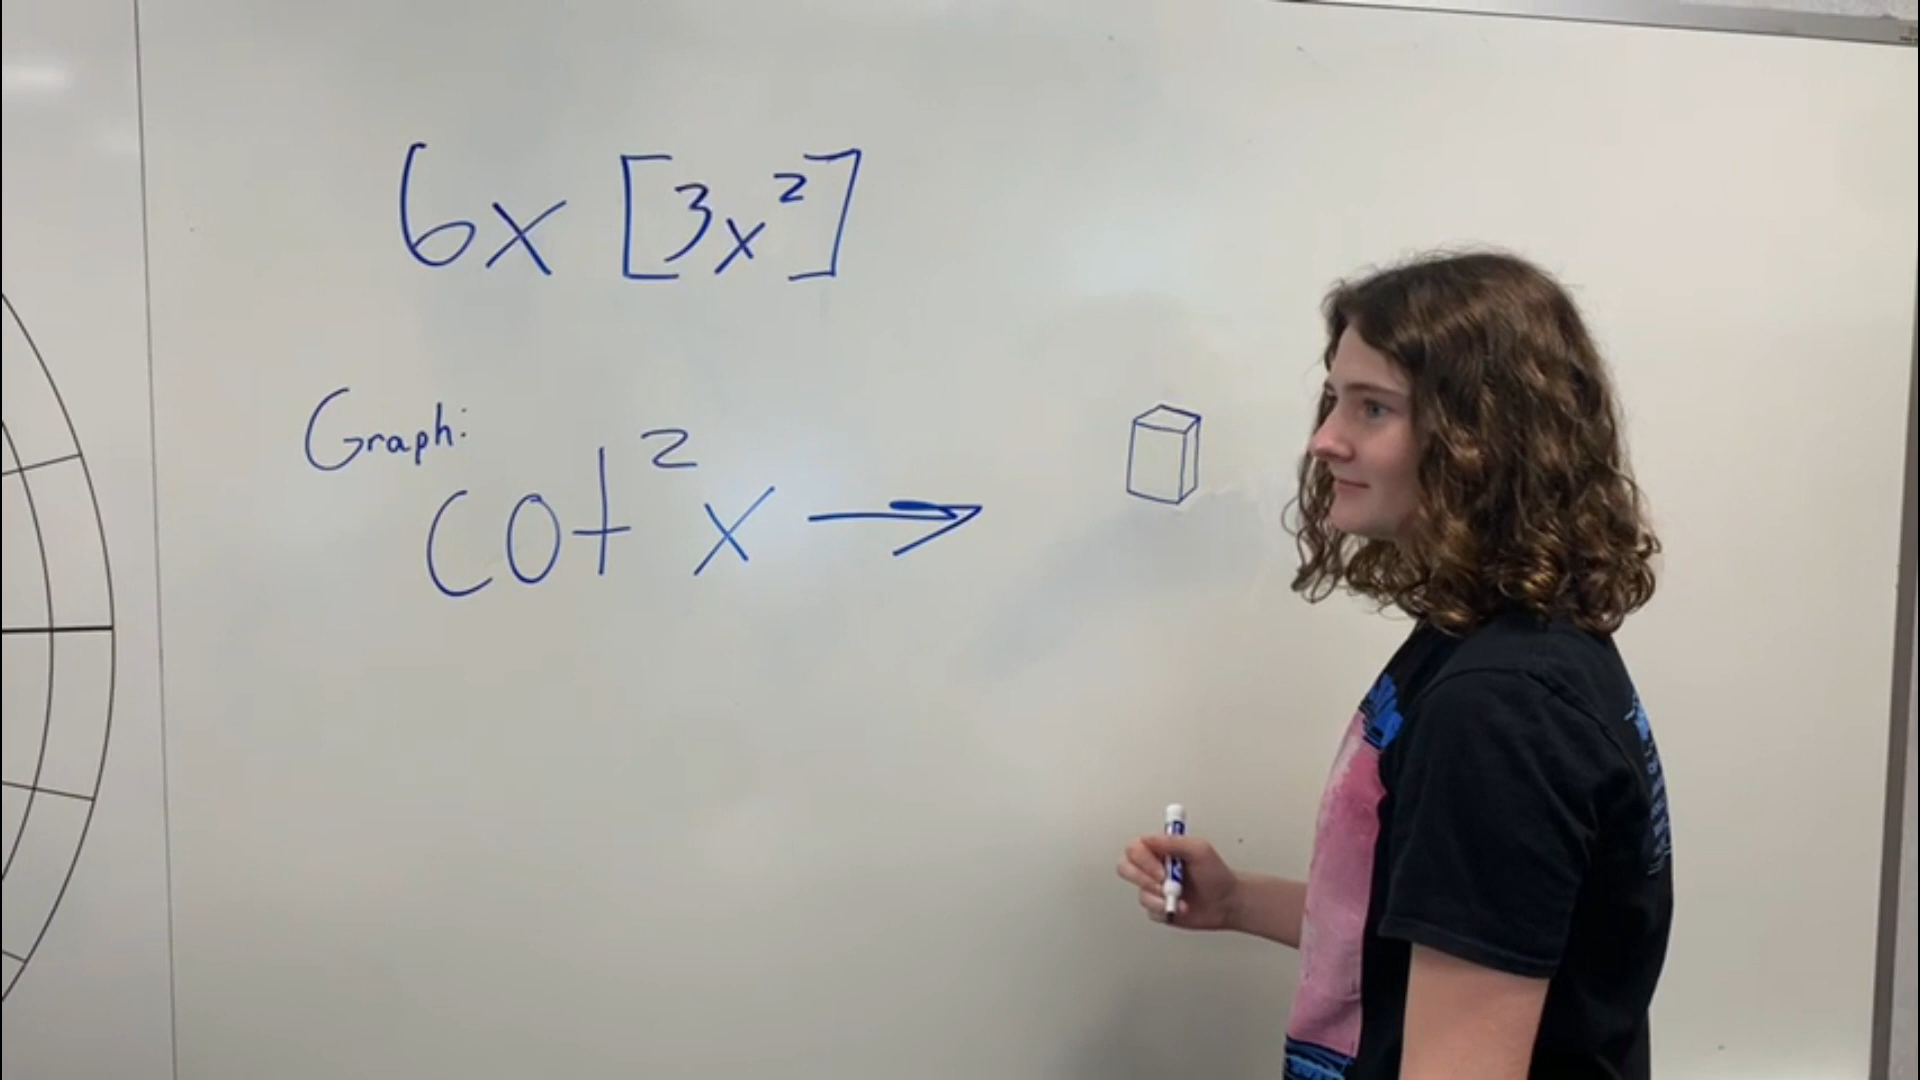 6x [3x²]
Graph:
cot²x →